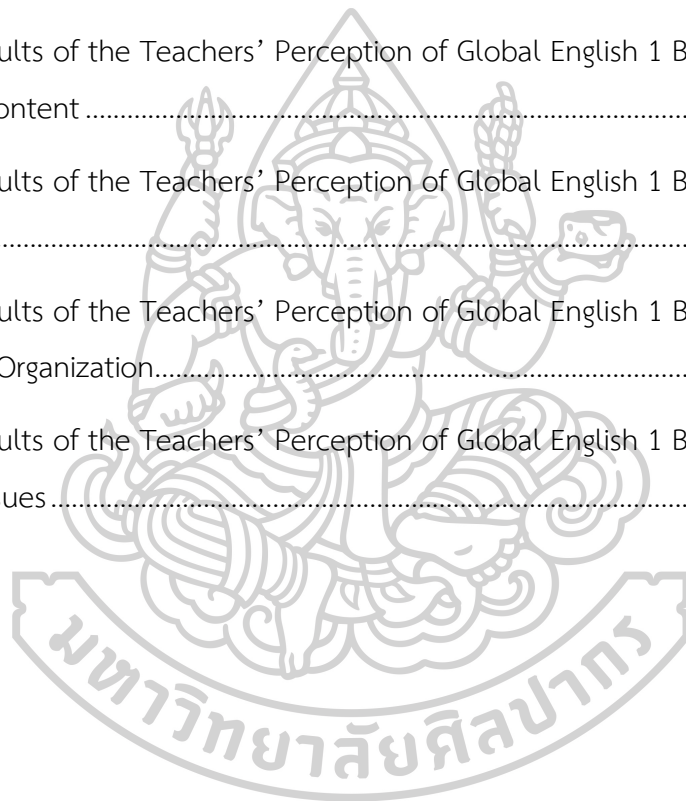 ults of the Teachers’ Perception of Global English 1 B
ontent ........................................................................................................
ults of the Teachers’ Perception of Global English 1 B
........................................................................................................................
ults of the Teachers’ Perception of Global English 1 B
Organization...........................................................................................
ults of the Teachers’ Perception of Global English 1 B
sues ..............................................................................................................
มหาวิทยาลัยศิลปากร